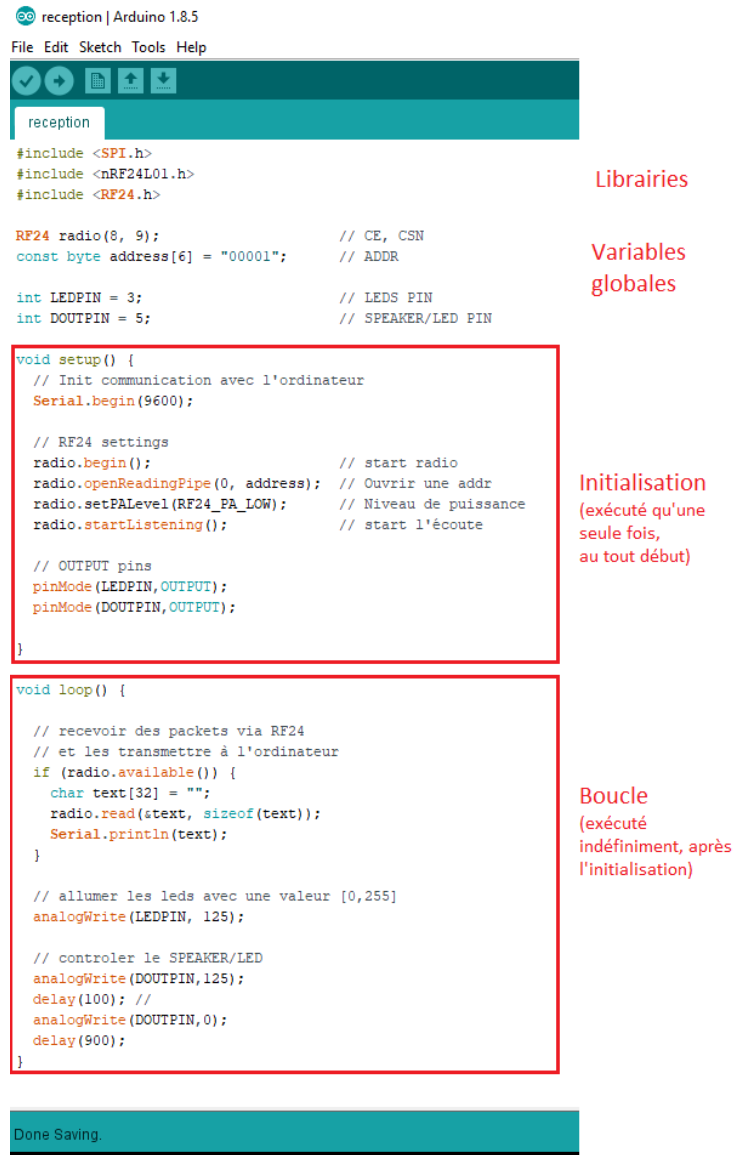 reception | Arduino 1.8.5
File Edit Sketch Tools Help
reception
#include <SPI.h>
#include <nRF24L01.h>
#include <RF24.h>
Librairies
RF24 radio(8, 9); // CE, CSN
const byte address[6] = "00001"; // ADDR
Variables
globales
int LEDPIN = 3; // LEDS PIN
int DOUTPIN = 5; // SPEAKER/LED PIN
void setup() {
// Init communication avec l'ordinateur
Serial.begin(9600);
// RF24 settings
radio.begin(); // start radio
radio.openReadingPipe(0, address); // Ouvrir une addr
radio.setPALevel(RF24_PA_LOW); // Niveau de puissance
radio.startListening(); // start l'écoute
// OUTPUT pins
pinMode(LEDPIN,OUTPUT);
pinMode(DOUTPIN,OUTPUT);
}
Initialisation
(exécuté qu'une
seule fois,
au tout début)
void loop() {
// recevoir des packets via RF24
// et les transmettre à l'ordinateur
if (radio.available()) {
char text[32] = "";
radio.read(&text, sizeof(text));
Serial.println(text);
}
// allumer les leds avec une valeur [0,255]
analogWrite(LEDPIN, 125);
// controler le SPEAKER/LED
analogWrite(DOUTPIN,125);
delay(100); //
analogWrite(DOUTPIN,0);
delay(900);
}
Boucle
(exécuté
indéfiniment, après
l'initialisation)
Done Saving.